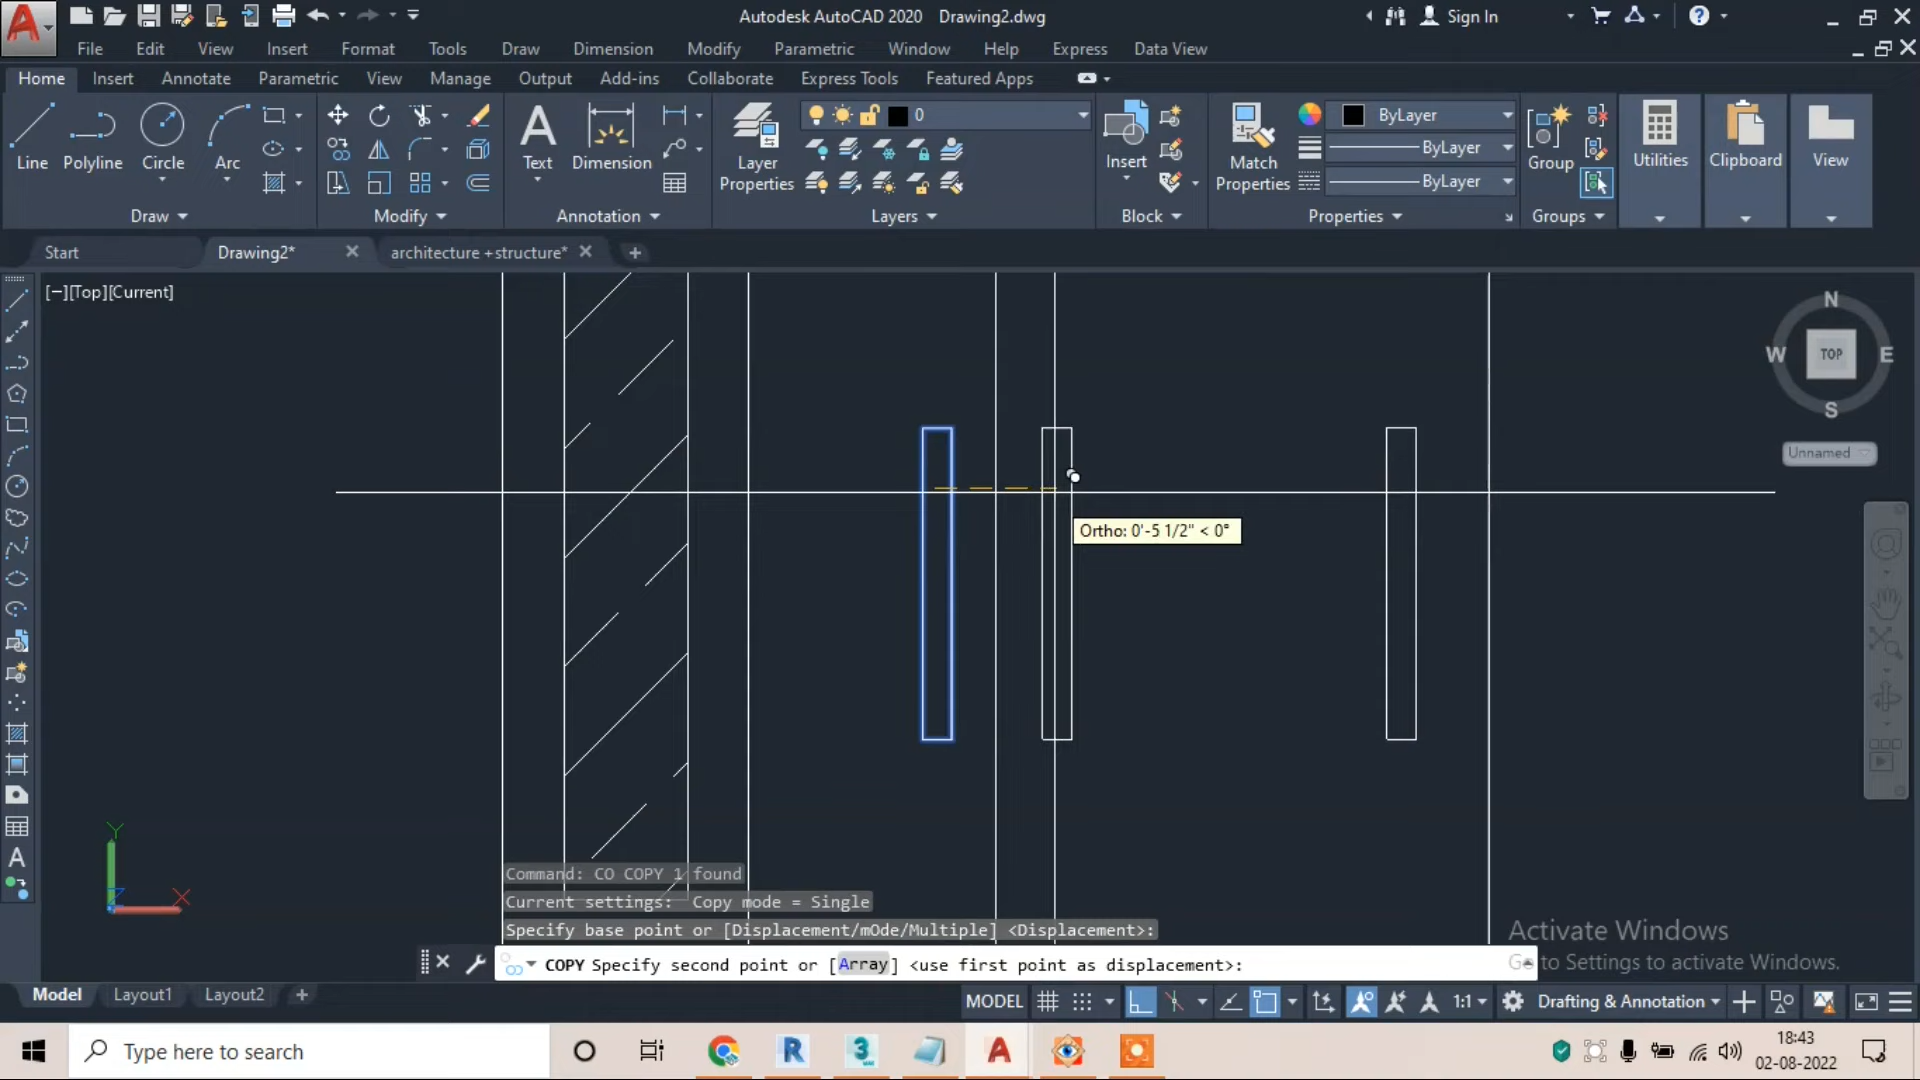 Autodesk AutoCAD 2020 Drawing2.dwg
Sign In
File Edit View Insert Format Tools Draw Dimension Modify Parametric Window Help Express Data View
Home Insert Annotate Parametric View Manage Output Add-ins Collaborate Express Tools Featured Apps
0
ByLayer
ByLayer
ByLayer
Line Polyline Circle Arc
Text Dimension
Layer Properties
Insert
Match Properties
Group
Utilities Clipboard View
Draw Modify Annotation Layers Block Properties Groups
Start Drawing2* architecture +structure*
[−][Top][Current]
N
W TOP E
S
Unnamed
Ortho: 0'-5 1/2" < 0°
Y
X
Command: CO COPY 1 found
Current settings:  Copy mode = Single
Specify base point or [Displacement/mOde/Multiple] <Displacement>:
COPY Specify second point or [Array] <use first point as displacement>:
Activate Windows
Go to Settings to activate Windows.
Model Layout1 Layout2
MODEL 1:1 Drafting & Annotation
Type here to search
18:43
02-08-2022